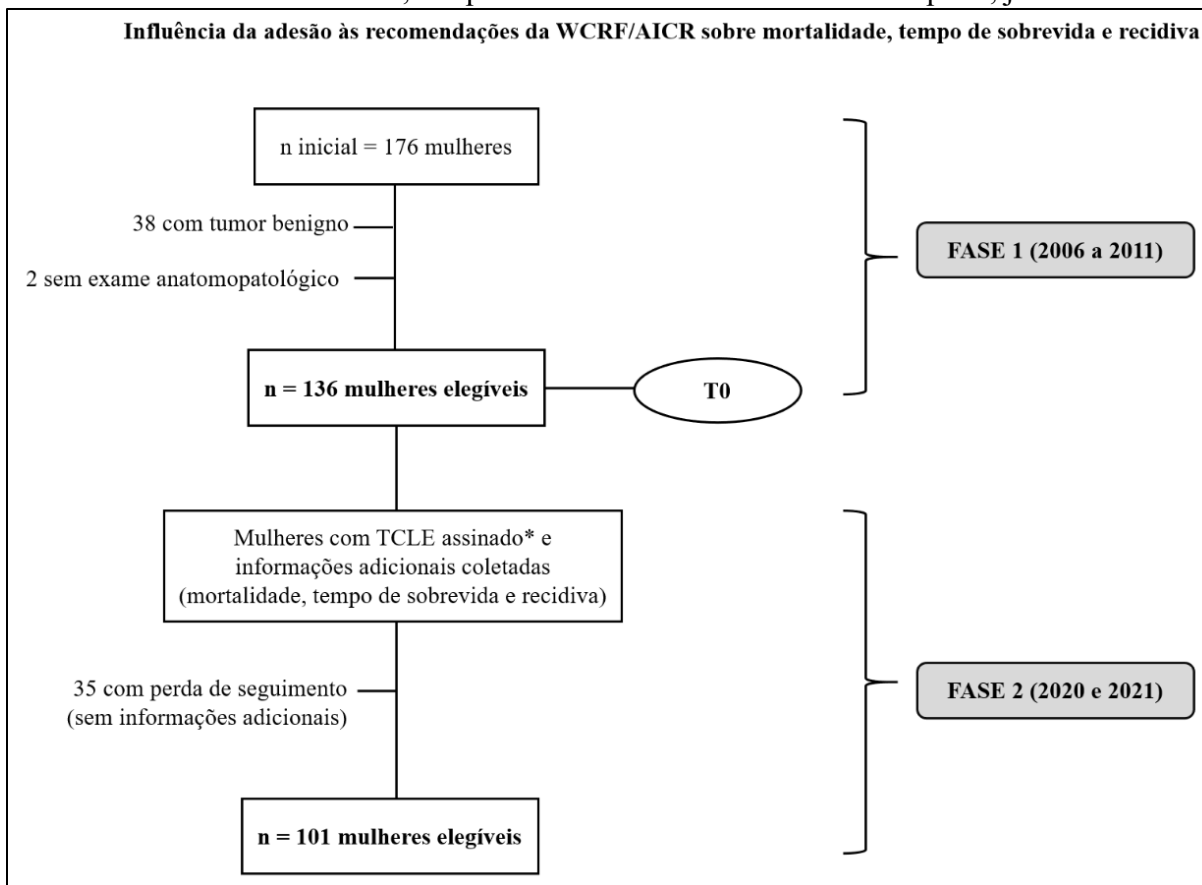 Influência da adesão às recomendações da WCRF/AICR sobre mortalidade, tempo de sobrevida e recidiva
n inicial = 176 mulheres
38 com tumor benigno
2 sem exame anatomopatológico
FASE 1 (2006 a 2011)
n = 136 mulheres elegíveis
T0
Mulheres com TCLE assinado* e
informações adicionais coletadas
(mortalidade, tempo de sobrevida e recidiva)
35 com perda de seguimento
(sem informações adicionais)
FASE 2 (2020 e 2021)
n = 101 mulheres elegíveis